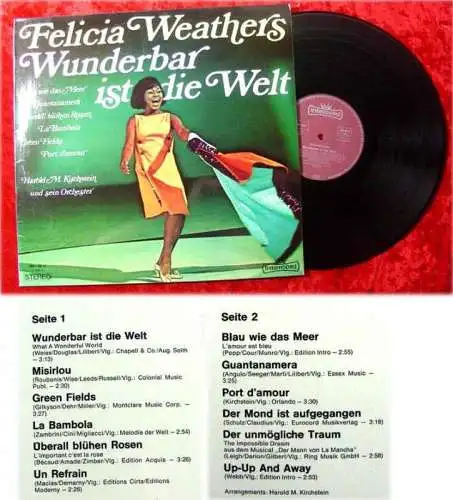 Felicia Weathers
Wunderbar
ist die Welt
wie das Meer
Guantanamera
blühen Rosen
La Bambola
Green Fields
Port d'amour
Harold M. Kirchstein
und sein Orchester
STEREO
Intercord
Seite 1
Wunderbar ist die Welt
What A Wonderful World
(Weiss/Douglas/Lilibert/Vlg.: Chapell & Co./Aug. Seith
— 3:13)
Misirlou
(Roubanis/Wise/Leeds/Russell/Vlg.: Colonial Music
Publ. — 2:30)
Green Fields
(Gilkyson/Dehr/Miller/Vlg.: Montclare Music Corp. —
3:27)
La Bambola
(Zambrini/Cini/Migliacci/Vlg.: Melodie der Welt — 2:54)
Überall blühen Rosen
L'important c'est la rose
(Becaud/Amade/Zimber/Vlg.: Edition Acquis — 3:26)
Un Refrain
(Macias/Demarny/Vlg.: Editions Cirta/Editions
Modemy — 2:26)
Seite 2
Blau wie das Meer
L'amour est bleu
(Popp/Cour/Munro/Vlg.: Edition Intro — 2:55)
Guantanamera
(Angulo/Seeger/Marti/Lilibert/Vlg.: Essex Music —
3:25)
Port d'amour
(Kirchstein/Vlg.: Orlando — 3:30)
Der Mond ist aufgegangen
(Schulz/Claudius/Vlg.: Eurocord Musikverlag — 3:18)
Der unmögliche Traum
The Impossible Dream
aus dem Musical „Der Mann von La Mancha"
(Leigh/Darion/Gilbert/Vlg.: Ring Musik GmbH — 2:58)
Up-Up And Away
(Webb/Vlg.: Edition Intro — 2:50)
Arrangements: Harold M. Kirchstein